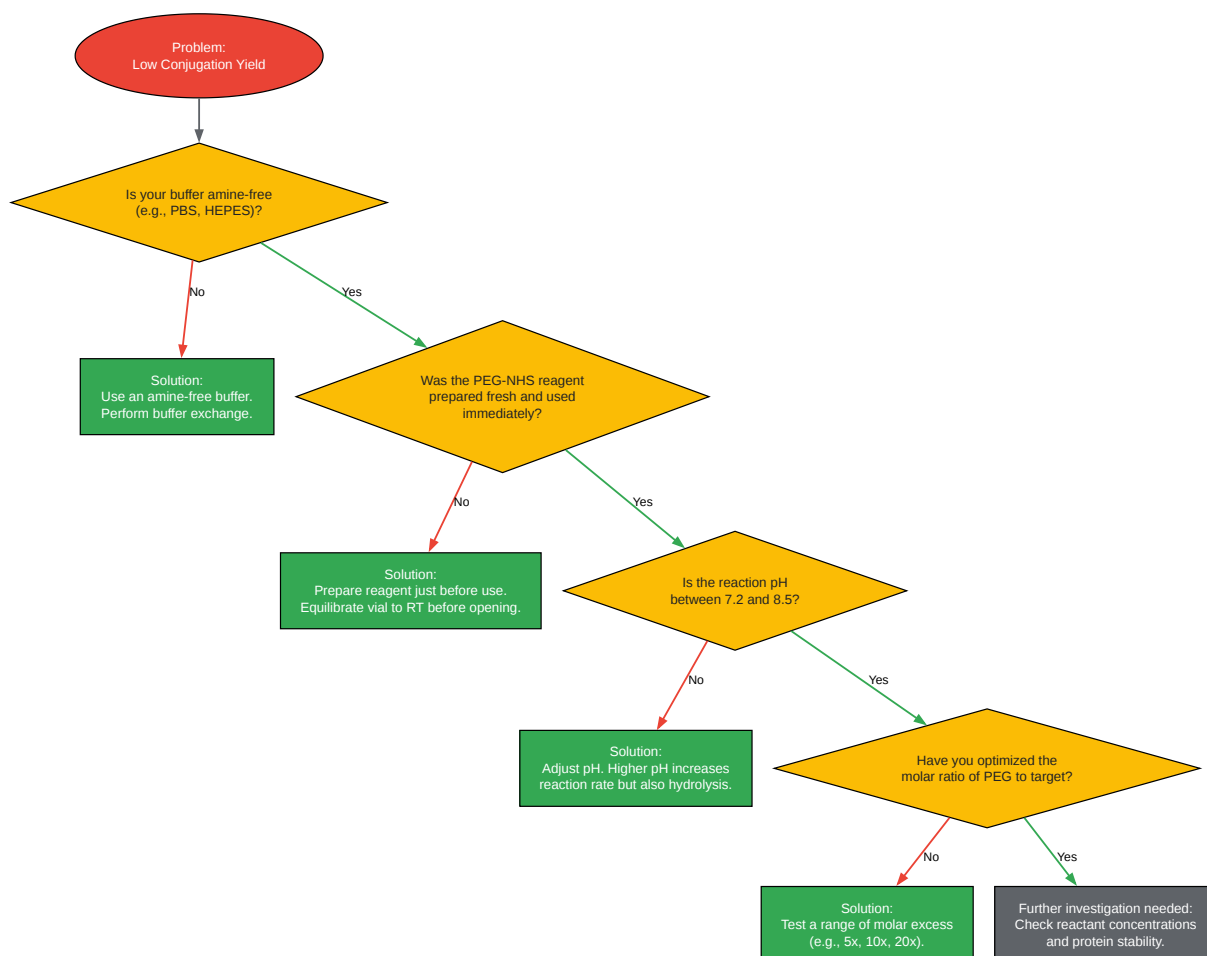 Problem:
Low Conjugation Yield
Is your buffer amine-free
(e.g., PBS, HEPES)?
No
Yes
Solution:
Use an amine-free buffer.
Perform buffer exchange.
Was the PEG-NHS reagent
prepared fresh and used
immediately?
No
Yes
Solution:
Prepare reagent just before use.
Equilibrate vial to RT before opening.
Is the reaction pH
between 7.2 and 8.5?
No
Yes
Solution:
Adjust pH. Higher pH increases
reaction rate but also hydrolysis.
Have you optimized the
molar ratio of PEG to target?
No
Yes
Solution:
Test a range of molar excess
(e.g., 5x, 10x, 20x).
Further investigation needed:
Check reactant concentrations
and protein stability.